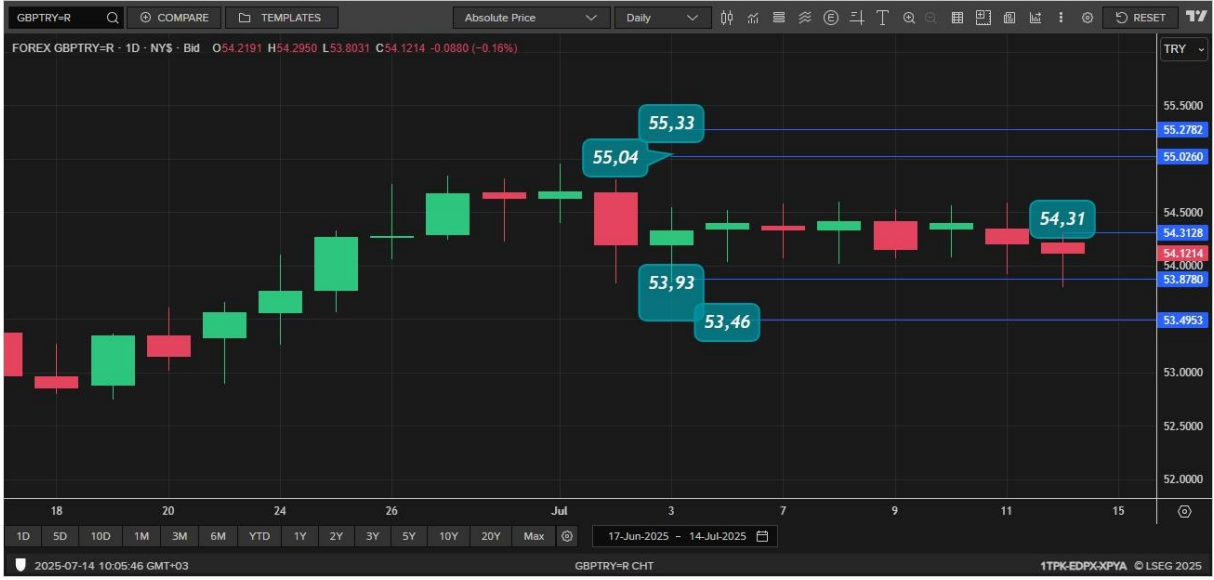 GBPTRY=R COMPARE TEMPLATES Absolute Price Daily E T RESET
FOREX GBPTRY=R · 1D · NY$ · Bid O54.2191 H54.2950 L53.8031 C54.1214 -0.0880 (−0.16%)
TRY
55.5000
55,33
55.2782
55,04
55.0260
54.5000
54,31
54.3128
54.1214
54.0000
53,93
53.8780
53,46
53.4953
53.0000
52.5000
52.0000
18 20 24 26 Jul 3 7 9 11 15
1D 5D 10D 1M 3M 6M YTD 1Y 2Y 3Y 5Y 10Y 20Y Max 17-Jun-2025 - 14-Jul-2025
2025-07-14 10:05:46 GMT+03 GBPTRY=R CHT 1TPK-EDPX-XPYA © LSEG 2025